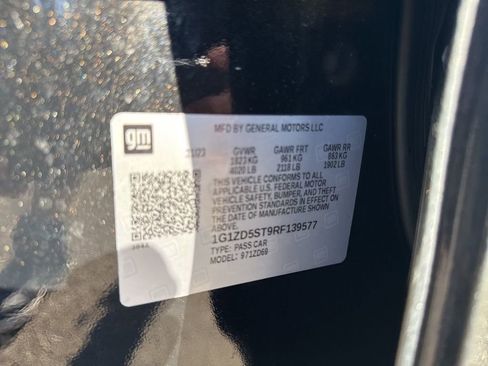 gm
MFD BY GENERAL MOTORS LLC
GVWR GAWR FRT GAWR RR
1823 KG 961 KG 863 KG
4020 LB 2118 LB 1902 LB
THIS VEHICLE CONFORMS TO ALL
APPLICABLE U.S. FEDERAL MOTOR
VEHICLE SAFETY, BUMPER, AND THEFT
PREVENTION STANDARDS IN EFFECT ON
THE DATE OF MANUFACTURE SHOWN
ABOVE.
1G1ZD5ST9RF139577
TYPE: PASS CAR
MODEL: 971ZD69